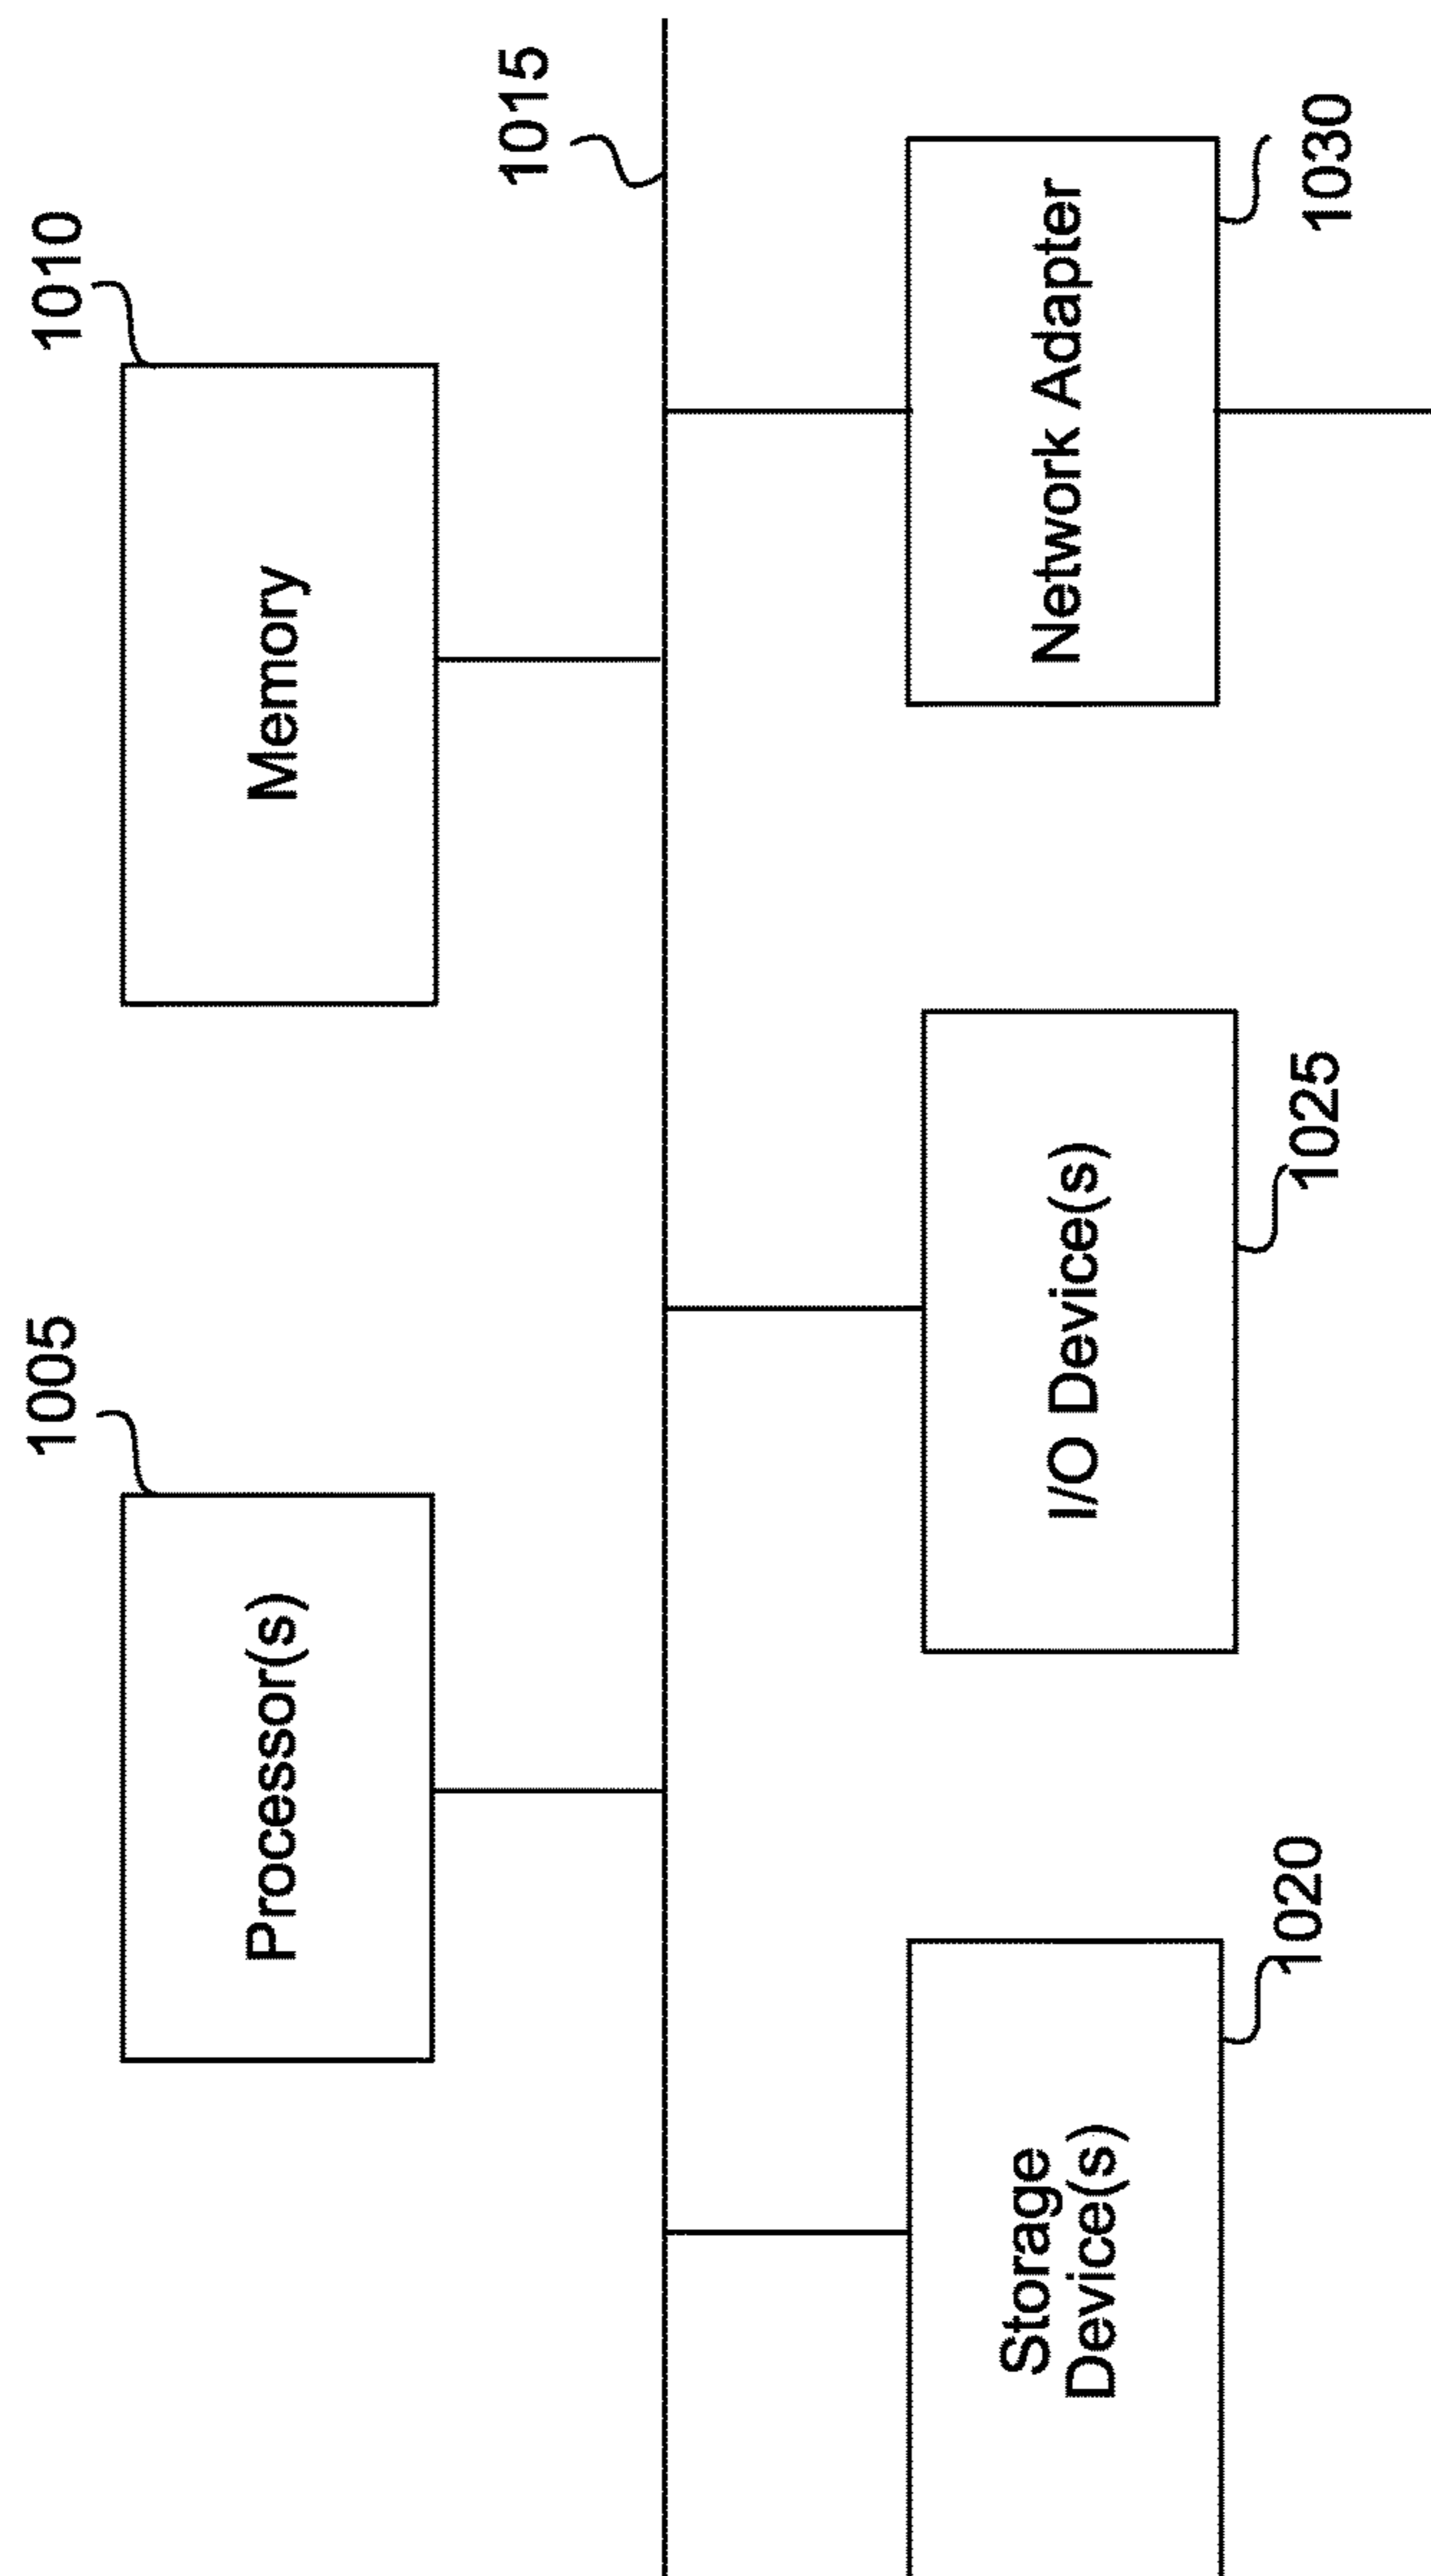 1005
Processor(s)
1010
Memory
1015
Storage
Device(s)
1020
I/O Device(s)
1025
Network Adapter
1030